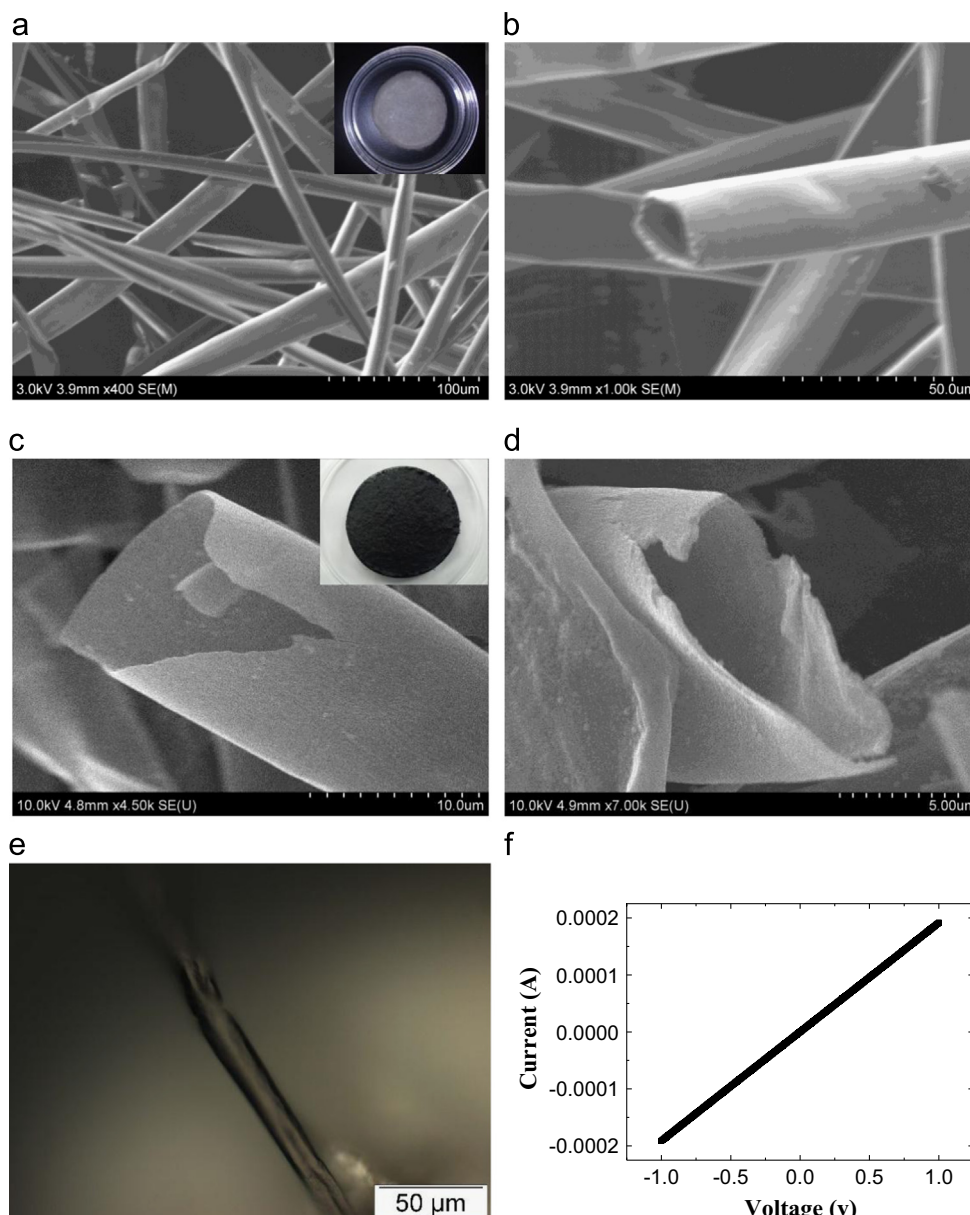 a
b
3.0kV 3.9mm x400 SE(M)
100um
3.0kV 3.9mm x1.00k SE(M)
50.0um
c
d
10.0kV 4.8mm x4.50k SE(U)
10.0um
10.0kV 4.9mm x7.00k SE(U)
5.00um
e
f
50 μm
Current (A)
0.0002
0.0001
0.0000
-0.0001
-0.0002
-1.0 -0.5 0.0 0.5 1.0
Voltage (v)